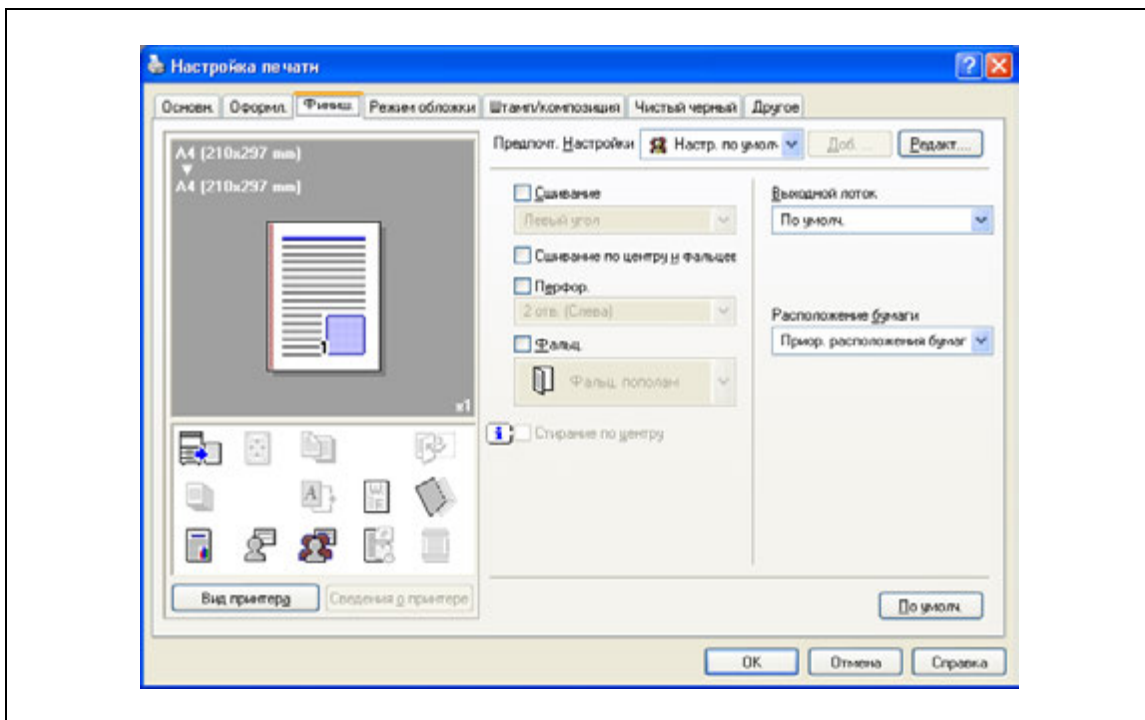 Настройка печати
Основн. Оформл. Финиш. Режим обложки Штамп/композиция Чистый черный Другое
A4 (210x297 mm)
A4 (210x297 mm)
1
x1
Предпочт. Настройки Настр. по умолч Доб. ... Редакт....
Сшивание
Левый угол
Сшивание по центру и фальцев
Перфор.
2 отв. (Слева)
Фальц.
Фальц. пополам
Стирание по центру
Выходной лоток.
По умолч.
Расположение бумаги
Приор. расположения бумаг
Вид принтера Сведения о принтере
По умолч.
OK Отмена Справка